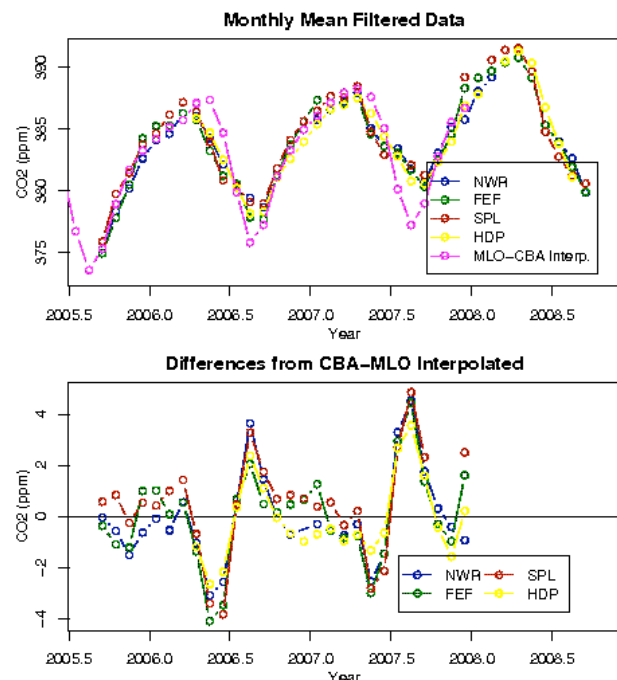 Monthly Mean Filtered Data
CO2 (ppm)
390
385
380
375
NWR
FEF
SPL
HDP
MLO−CBA Interp.
2005.5 2006.0 2006.5 2007.0 2007.5 2008.0 2008.5
Year
Differences from CBA−MLO Interpolated
CO2 (ppm)
4
2
0
−2
−4
NWR SPL
FEF HDP
2005.5 2006.0 2006.5 2007.0 2007.5 2008.0 2008.5
Year